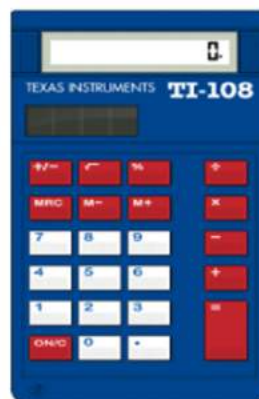 0.
TEXAS INSTRUMENTS TI-108
+/− √ % ÷
MRC M− M+ ×
7 8 9 −
4 5 6 +
1 2 3 =
ON/C 0 .